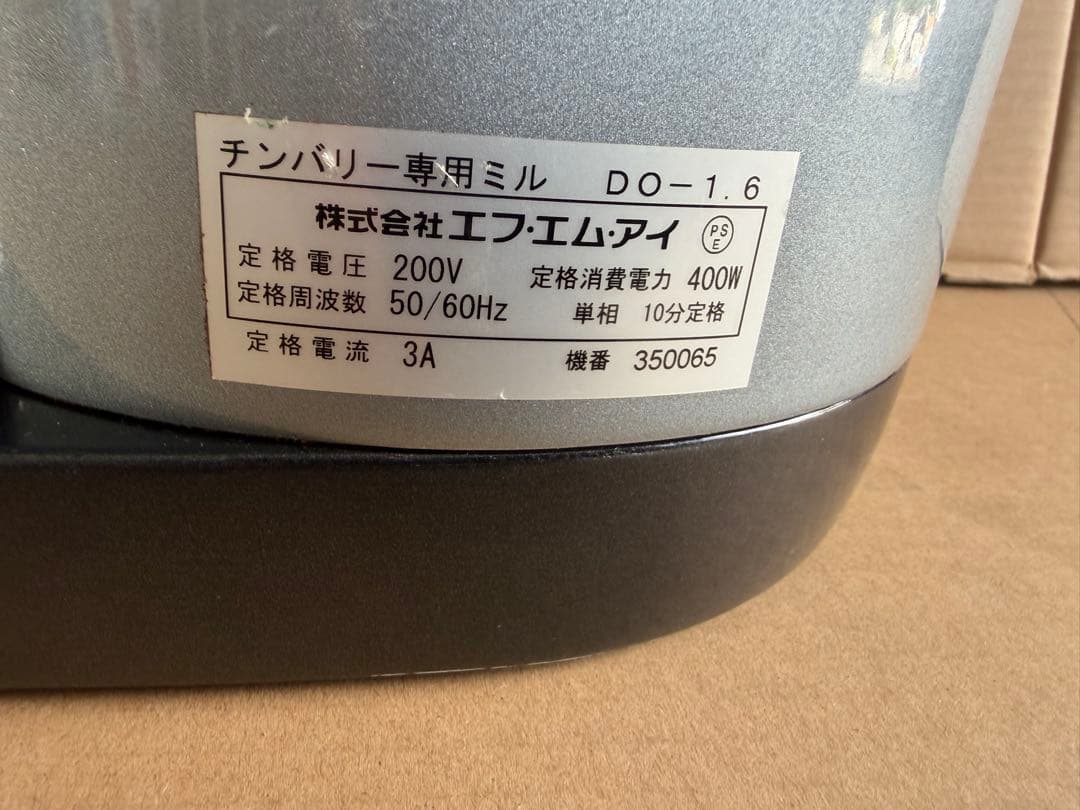 チンバリー専用ミル DO-1.6
株式会社エフ・エム・アイ PSE
定格電圧 200V 定格消費電力 400W
定格周波数 50/60Hz 単相 10分定格
定格電流 3A 機番 350065